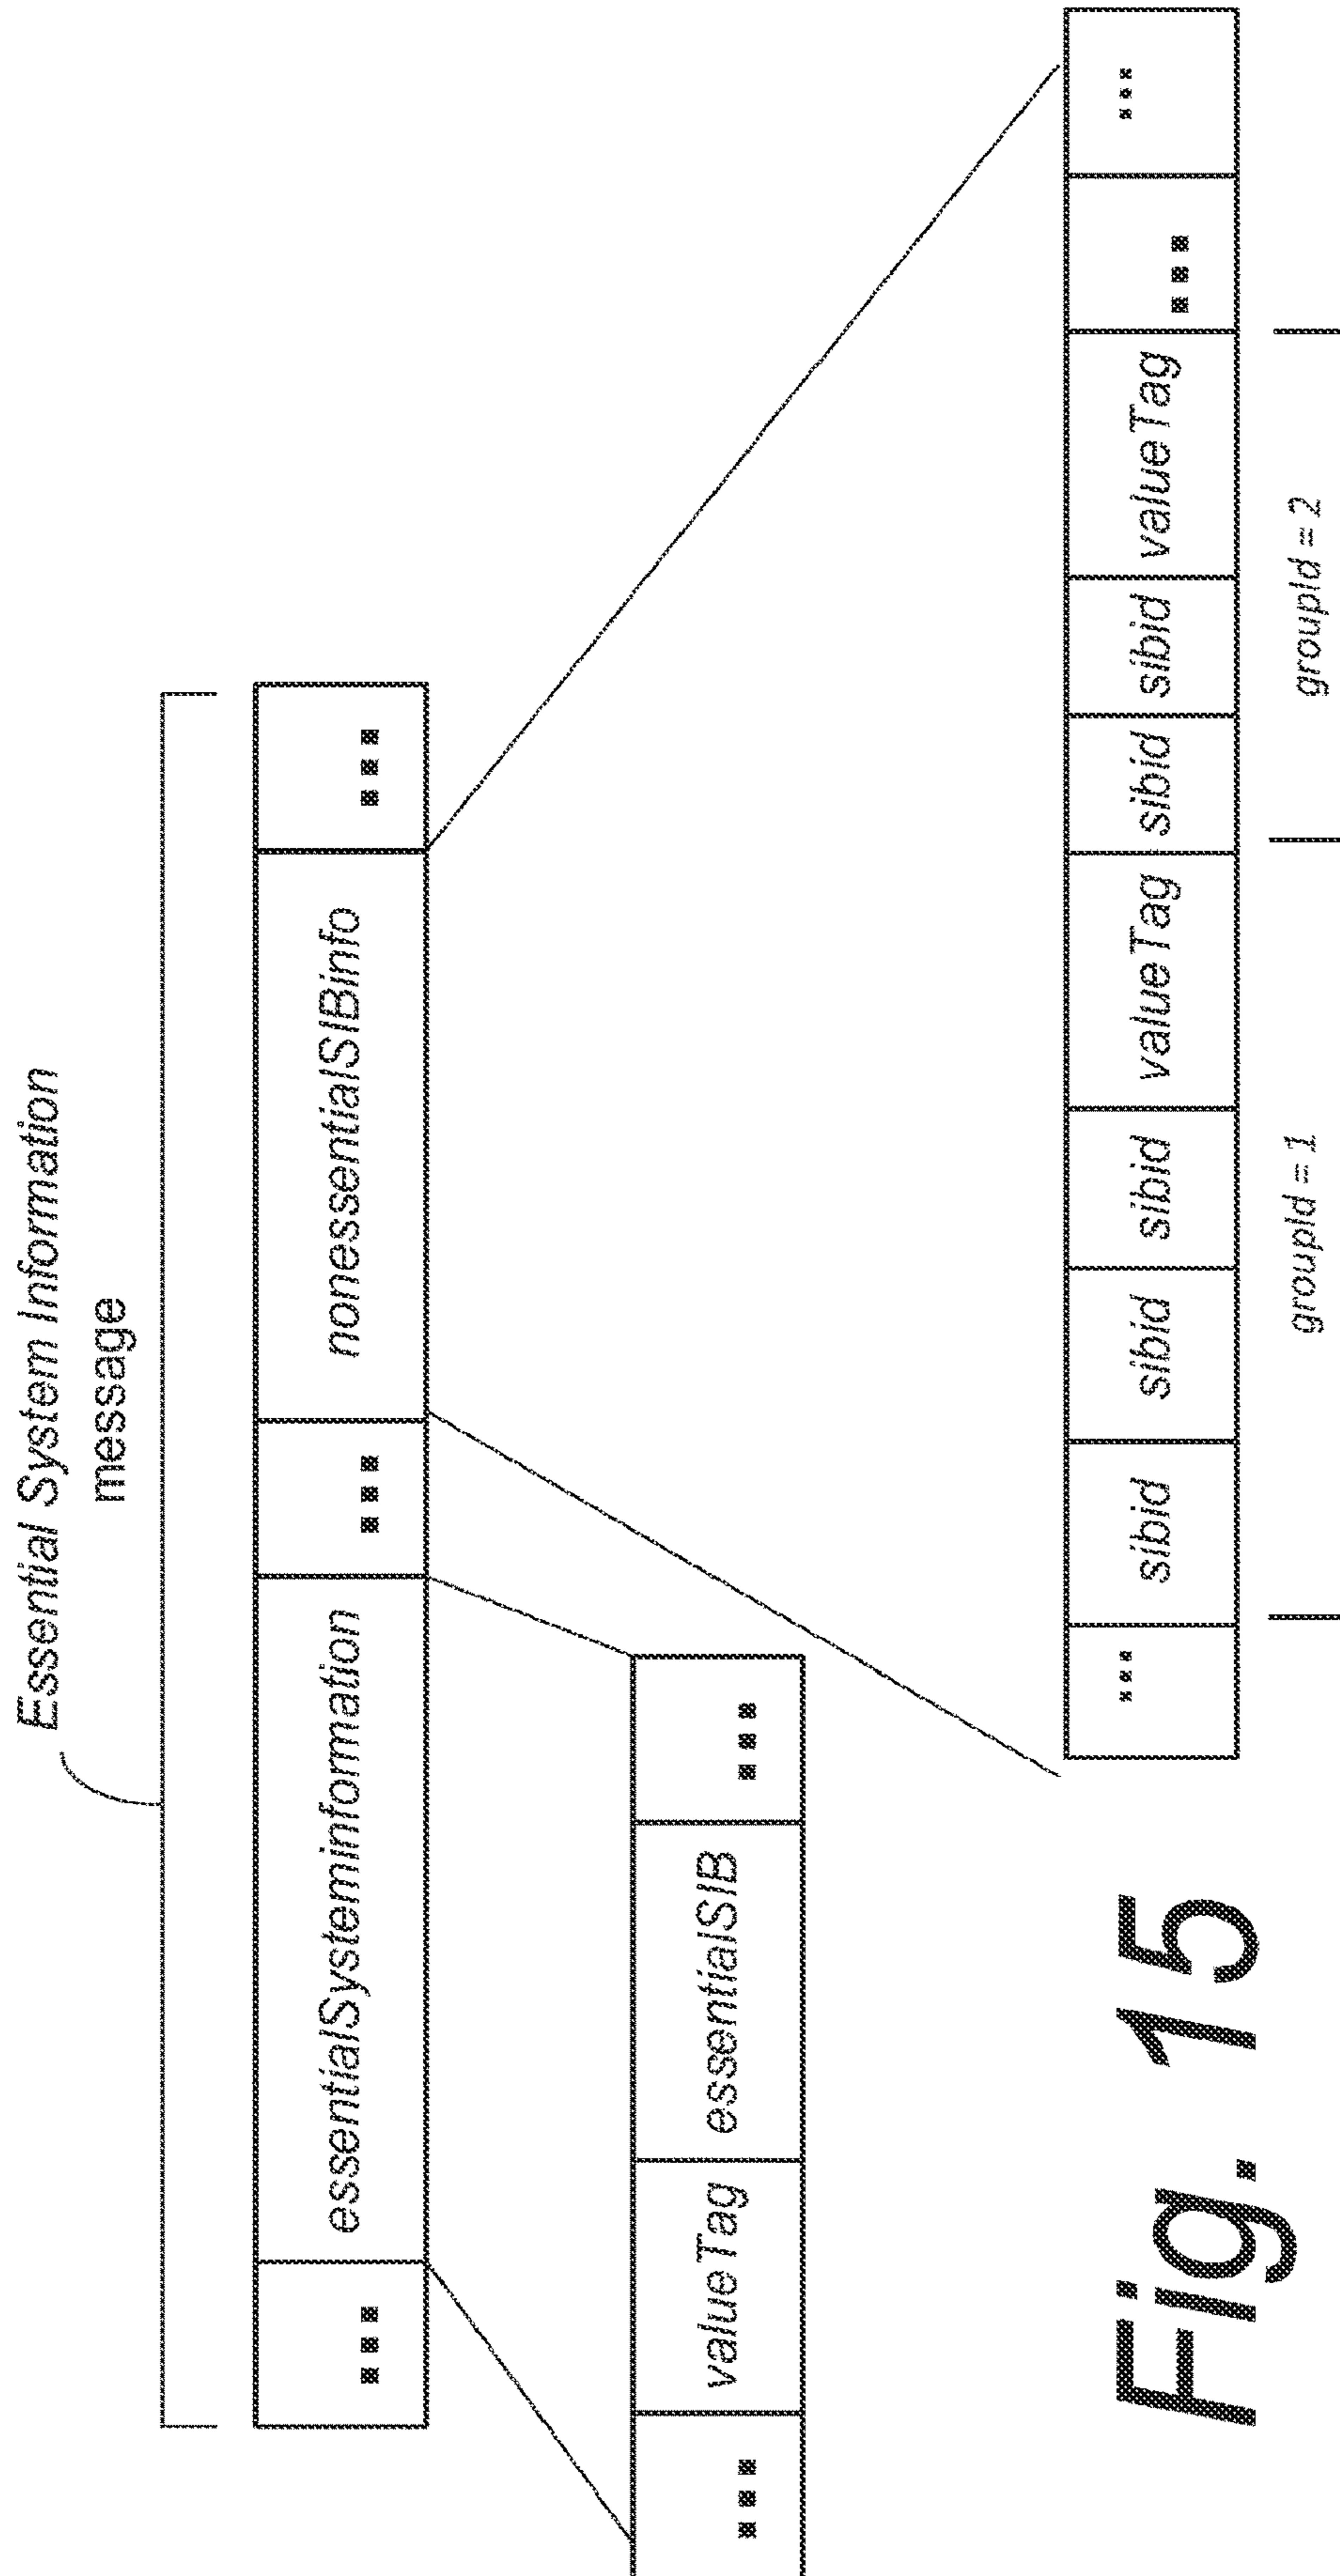 Essential System Information
message
... essentialSysteminformation ... nonessentialSIBinfo ...
... valueTag essentialSIB ...
... sibid sibid sibid valueTag sibid sibid valueTag ... ...
groupId = 1 groupId = 2
Fig. 15